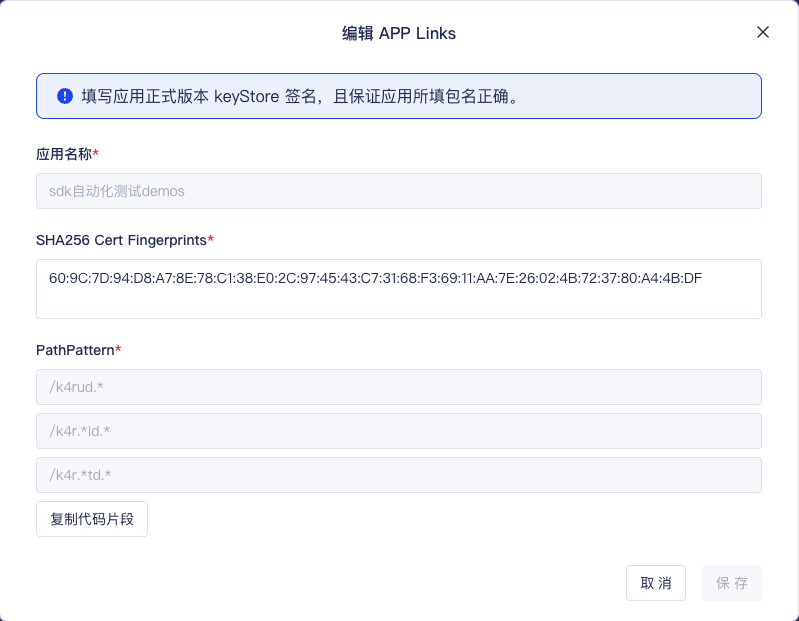 编辑 APP Links
填写应用正式版本 keyStore 签名，且保证应用所填包名正确。
应用名称*
sdk自动化测试demos
SHA256 Cert Fingerprints*
60:9C:7D:94:D8:A7:8E:78:C1:38:E0:2C:97:45:43:C7:31:68:F3:69:11:AA:7E:26:02:4B:72:37:80:A4:4B:DF
PathPattern*
/k4rud.*
/k4r.*id.*
/k4r.*td.*
复制代码片段
取 消
保 存